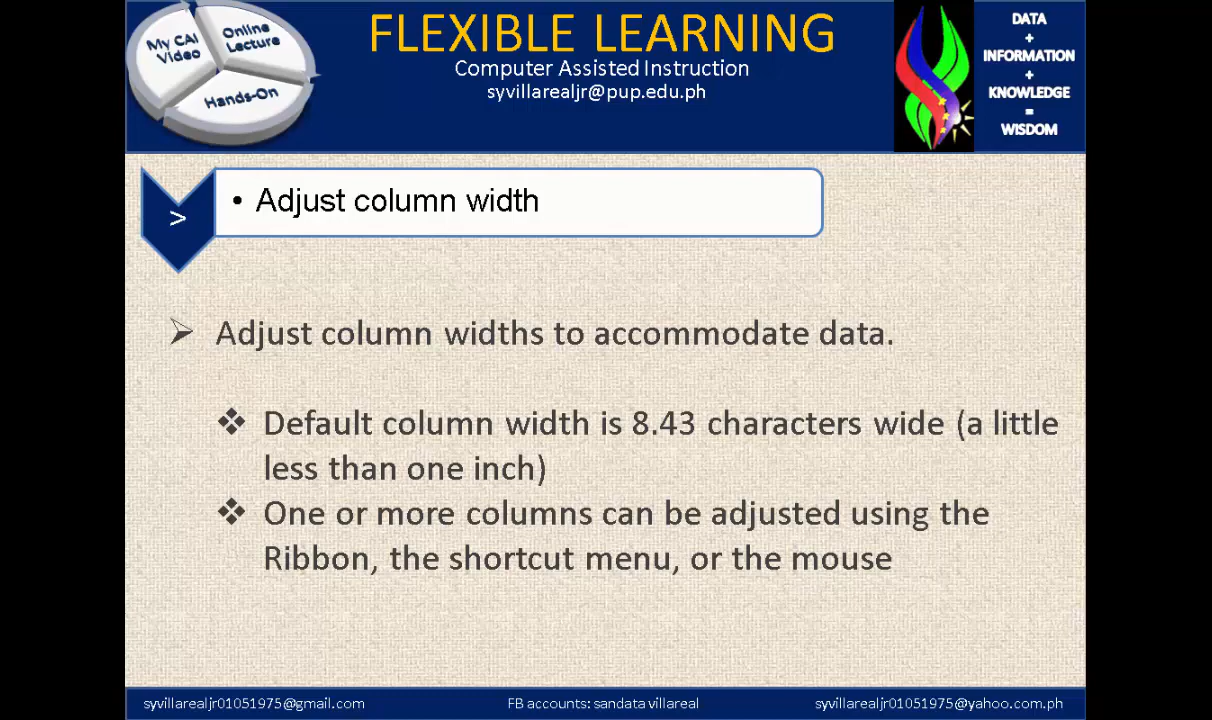 My CAI
Video
Online
Lecture
Hands-On
FLEXIBLE LEARNING
Computer Assisted Instruction
syvillarealjr@pup.edu.ph
DATA
+
INFORMATION
+
KNOWLEDGE
=
WISDOM
>
• Adjust column width
➢ Adjust column widths to accommodate data.
❖ Default column width is 8.43 characters wide (a little
less than one inch)
❖ One or more columns can be adjusted using the
Ribbon, the shortcut menu, or the mouse
syvillarealjr01051975@gmail.com
FB accounts: sandata villareal
syvillarealjr01051975@yahoo.com.ph